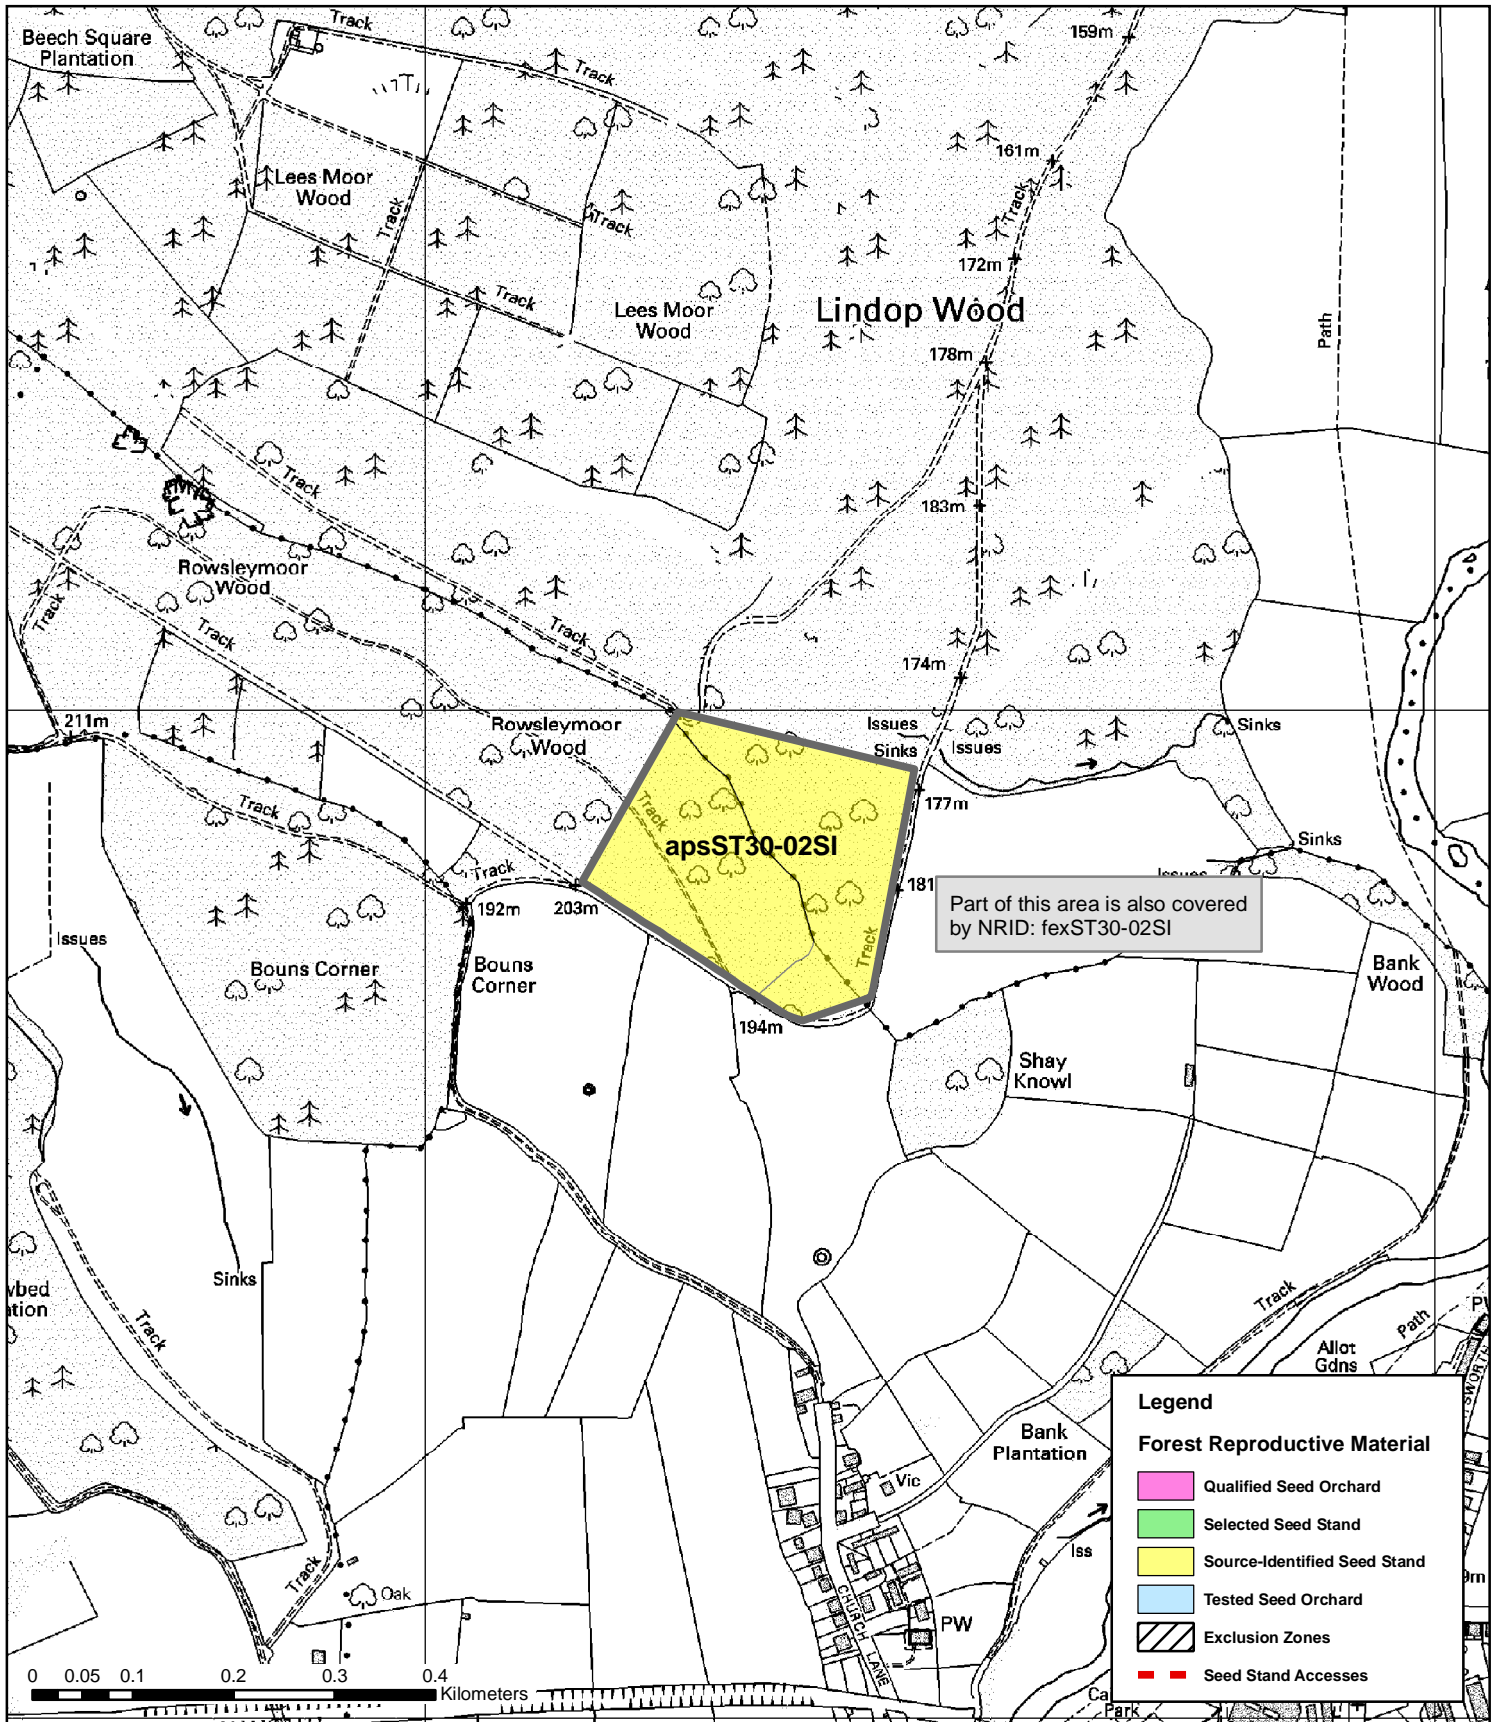 Track
159m
Beech Square
Plantation
Track
161m
Lees Moor
Wood
Track
Track
Track
172m
Track
Lees Moor
Wood
Lindop Wood
Path
178m
Track
183m
Rowsleymoor
Wood
Track
Track
Track
174m
211m
Rowsleymoor
Wood
Issues
Sinks
Issues
Sinks
Track
Track
177m
apsST30-02SI
Sinks
Issues
Track
181
192m
203m
Part of this area is also covered
by NRID: fexST30-02SI
Issues
Track
Bouns Corner
Bouns
Corner
Bank
Wood
194m
Shay
Knowl
Sinks
Track
Track
Path
Allot
Gdns
Bank
Plantation
Vic
Iss
Track
Oak
CHURCH LANE
PW
Legend
Forest Reproductive Material
Qualified Seed Orchard
Selected Seed Stand
Source-Identified Seed Stand
Tested Seed Orchard
Exclusion Zones
Seed Stand Accesses
0 0.05 0.1 0.2 0.3 0.4
Kilometers
Park